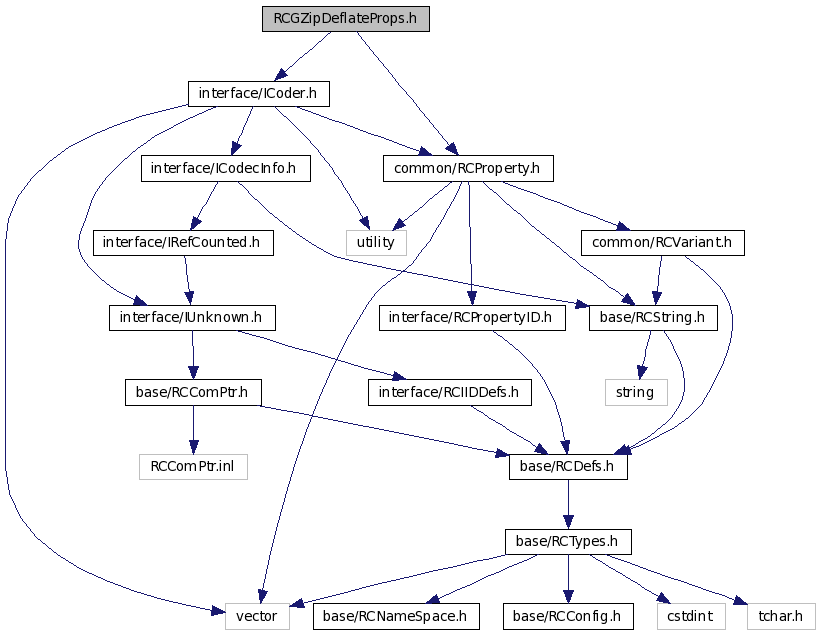 RCGZipDeflateProps.h
interface/ICoder.h
interface/ICodecInfo.h
common/RCProperty.h
interface/IRefCounted.h
utility
common/RCVariant.h
interface/IUnknown.h
interface/RCPropertyID.h
base/RCString.h
base/RCComPtr.h
interface/RCIIDDefs.h
string
RCComPtr.inl
base/RCDefs.h
base/RCTypes.h
vector
base/RCNameSpace.h
base/RCConfig.h
cstdint
tchar.h